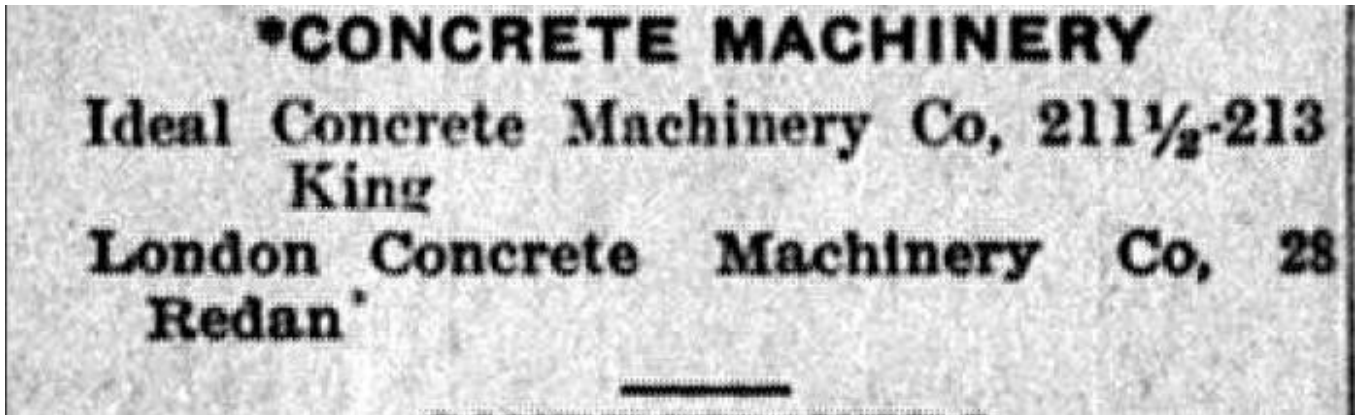 *CONCRETE MACHINERY
Ideal Concrete Machinery Co, 211½-213
King
London Concrete Machinery Co, 28
Redan